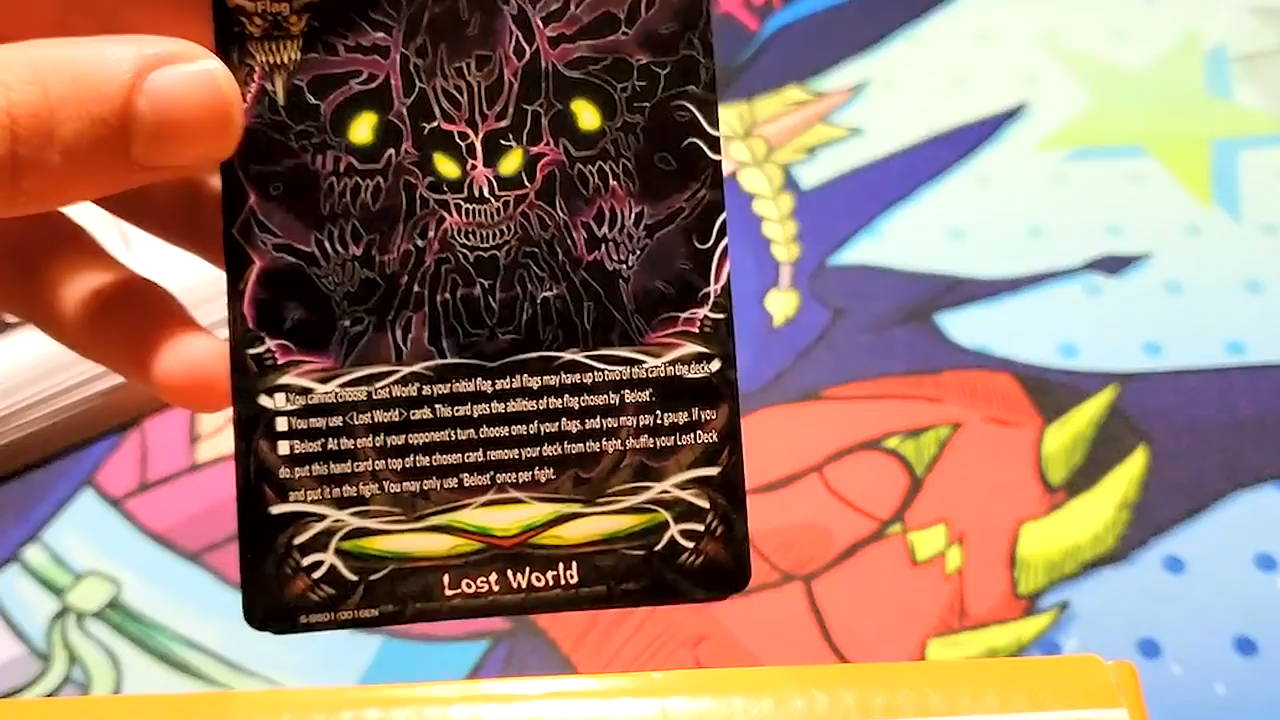 Flag
You cannot choose "Lost World" as your initial flag, and all flags may have up to two of this card in the deck.
You may use <Lost World> cards. This card gets the abilities of the flag chosen by "Belost".
"Belost" At the end of your opponent's turn, choose one of your flags, and you may pay 2 gauge. If you
do, put this hand card on top of the chosen card, remove your deck from the fight, shuffle your Lost Deck
and put it in the fight. You may only use "Belost" once per fight.
Lost World
S-BS01/0016EN